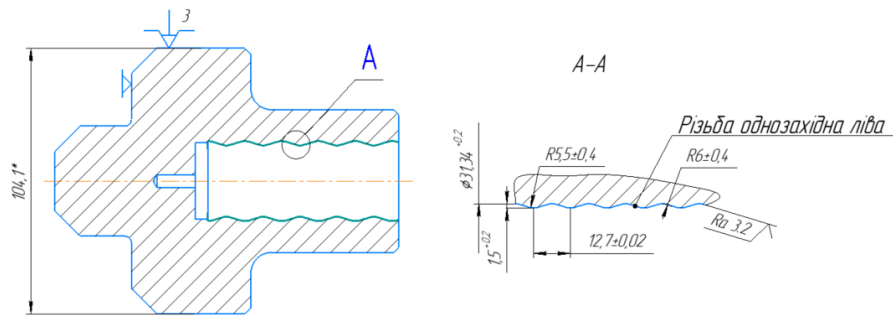 3
A
104,1*
A-A
Різьба однозахідна ліва
⌀31,34 -0.2
R5,5±0,4
R6±0,4
1,5 +0.2
12,7±0,02
Ra 3.2